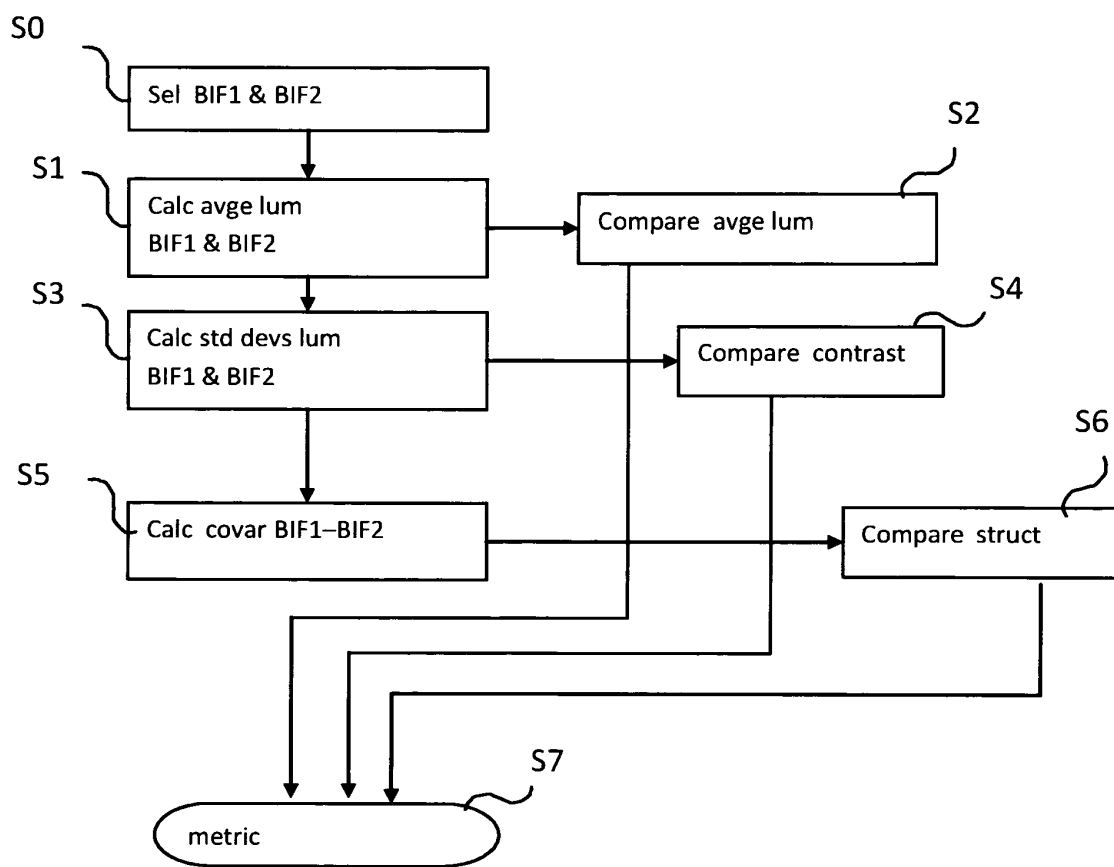 S0
Sel BIF1 & BIF2
S1
Calc avge lum
BIF1 & BIF2
S2
Compare avge lum
S3
Calc std devs lum
BIF1 & BIF2
S4
Compare contrast
S5
Calc covar BIF1–BIF2
S6
Compare struct
S7
metric